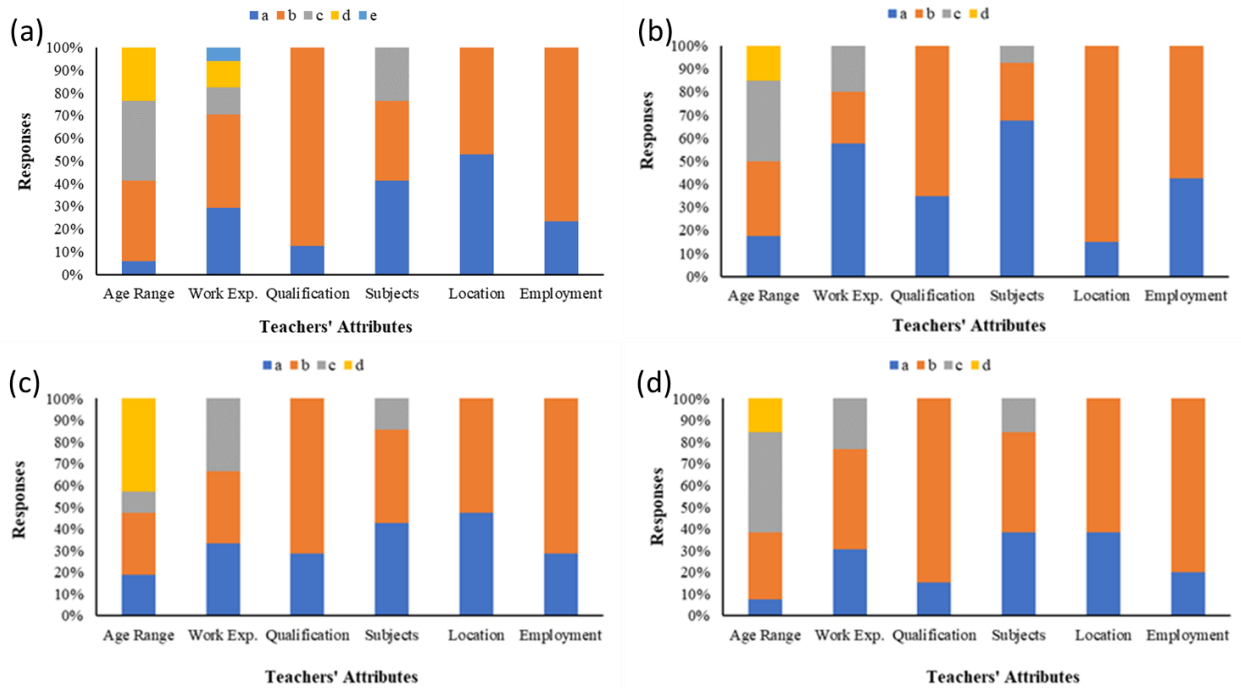 (a)
a b c d e
100%
90%
80%
70%
60%
50%
40%
30%
20%
10%
0%
Responses
Age Range Work Exp. Qualification Subjects Location Employment
Teachers' Attributes
(b)
a b c d
100%
90%
80%
70%
60%
50%
40%
30%
20%
10%
0%
Responses
Age Range Work Exp. Qualification Subjects Location Employment
Teachers' Attributes
(c)
a b c d
100%
90%
80%
70%
60%
50%
40%
30%
20%
10%
0%
Responses
Age Range Work Exp. Qualification Subjects Location Employment
Teachers' Attributes
(d)
a b c d
100%
90%
80%
70%
60%
50%
40%
30%
20%
10%
0%
Responses
Age Range Work Exp. Qualification Subjects Location Employment
Teachers' Attributes